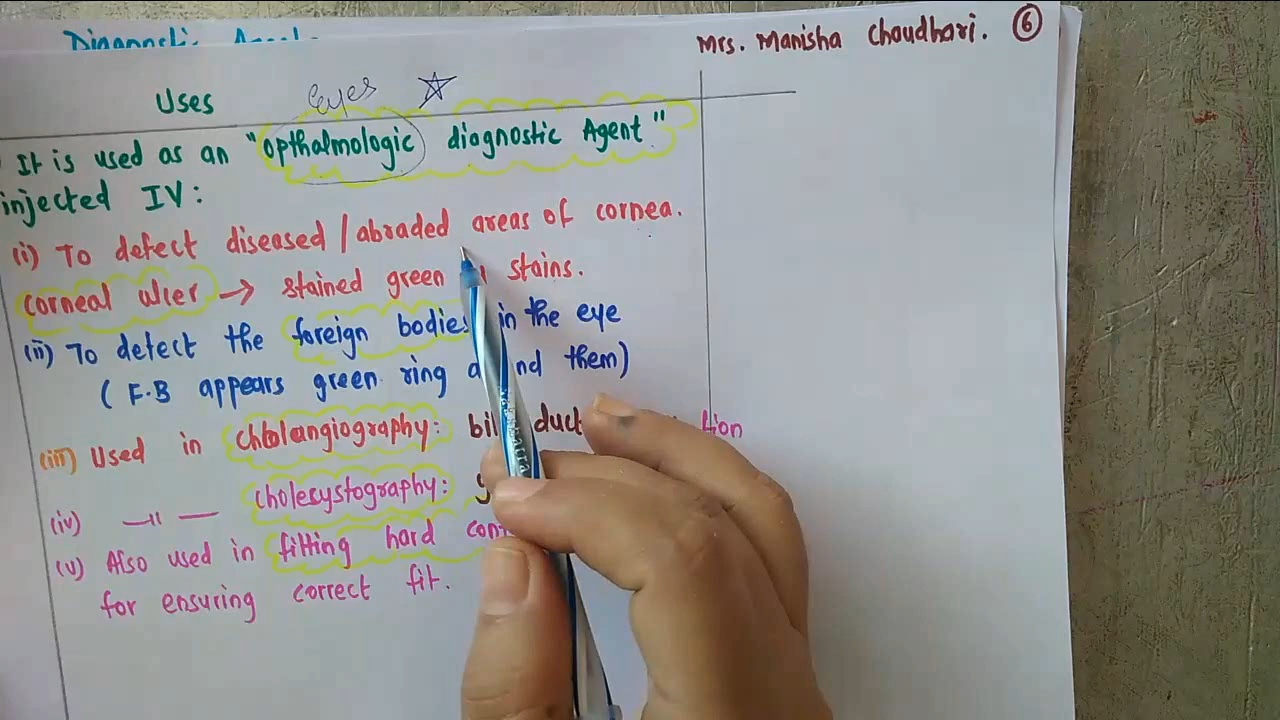 Diagnostic Agents
Mrs. Manisha Choudhari. 6
Uses eyes
It is used as an "opthalmologic diagnostic Agent"
injected IV:
(i) To detect diseased / abraded areas of cornea.
corneal ulcer → stained green stains.
(ii) To detect the foreign bodies in the eye
( F.B appears green ring them)
(iii) Used in cholangiography: duct tion
(iv) —"— cholesystography:
(v) Also used in fitting hard
for ensuring correct fit.